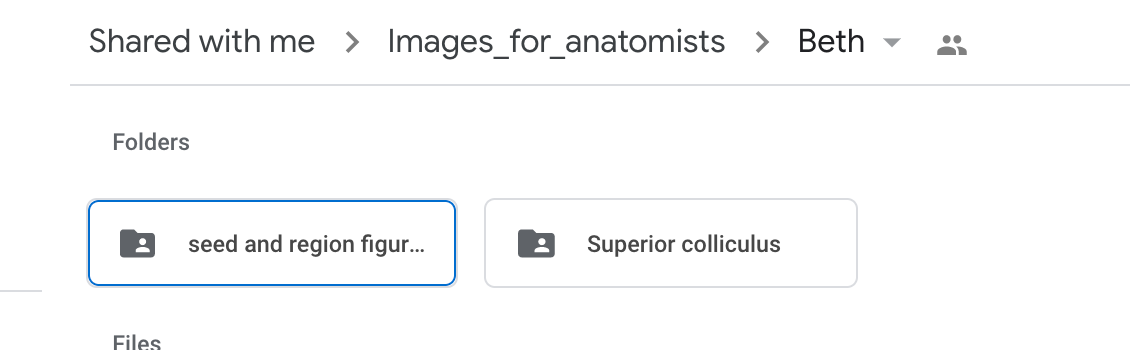 Shared with me > Images_for_anatomists > Beth
Folders
seed and region figur...
Superior colliculus
Files